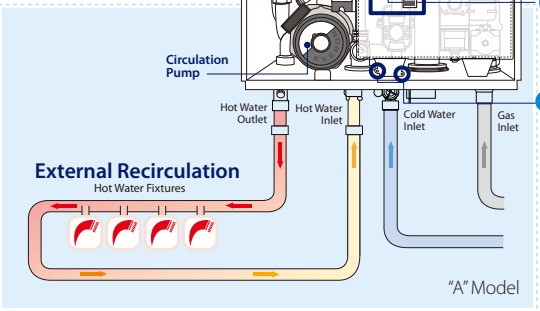 Circulation
Pump
Hot Water
Outlet
Hot Water
Inlet
Cold Water
Inlet
Gas
Inlet
External Recirculation
Hot Water Fixtures
"A" Model